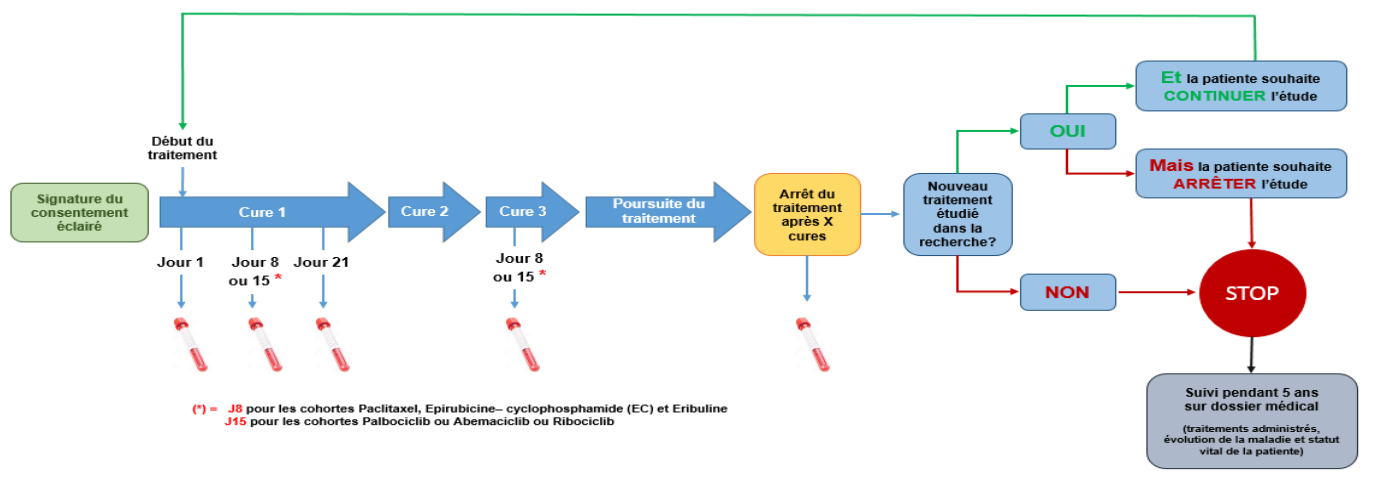 Signature du
consentement
éclairé
Début du
traitement
Cure 1
Cure 2
Cure 3
Poursuite du
traitement
Jour 1
Jour 8
ou 15 *
Jour 21
Jour 8
ou 15 *
Arrêt du
traitement
après X
cures
Nouveau
traitement
étudié
dans la
recherche?
OUI
Et la patiente souhaite
CONTINUER l'étude
Mais la patiente souhaite
ARRÊTER l'étude
NON
STOP
Suivi pendant 5 ans
sur dossier médical
(traitements administrés,
évolution de la maladie et statut
vital de la patiente)
(*) = J8 pour les cohortes Paclitaxel, Epirubicine– cyclophosphamide (EC) et Eribuline
J15 pour les cohortes Palbociclib ou Abemaciclib ou Ribociclib